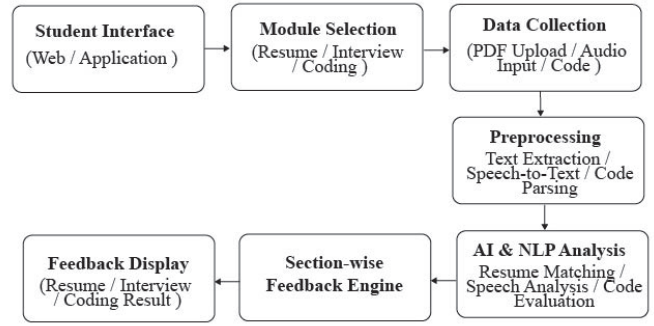 Student Interface
(Web / Application )
Module Selection
(Resume / Interview
/ Coding )
Data Collection
(PDF Upload / Audio
Input / Code )
Preprocessing
Text Extraction /
Speech-to-Text / Code
Parsing
AI & NLP Analysis
Resume Matching /
Speech Analysis / Code
Evaluation
Section-wise
Feedback Engine
Feedback Display
(Resume / Interview
/ Coding Result )